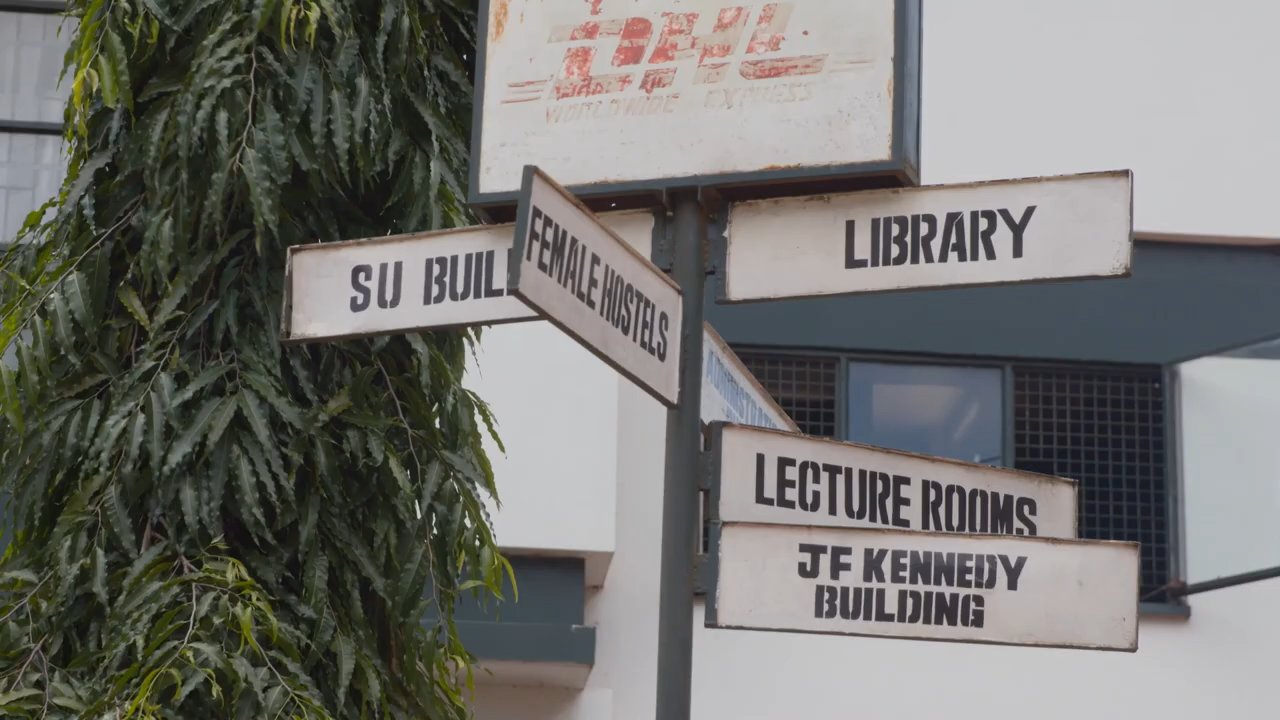 DHL
WORLDWIDE EXPRESS
LIBRARY
SU BUIL
FEMALE HOSTELS
LECTURE ROOMS
JF KENNEDY
BUILDING